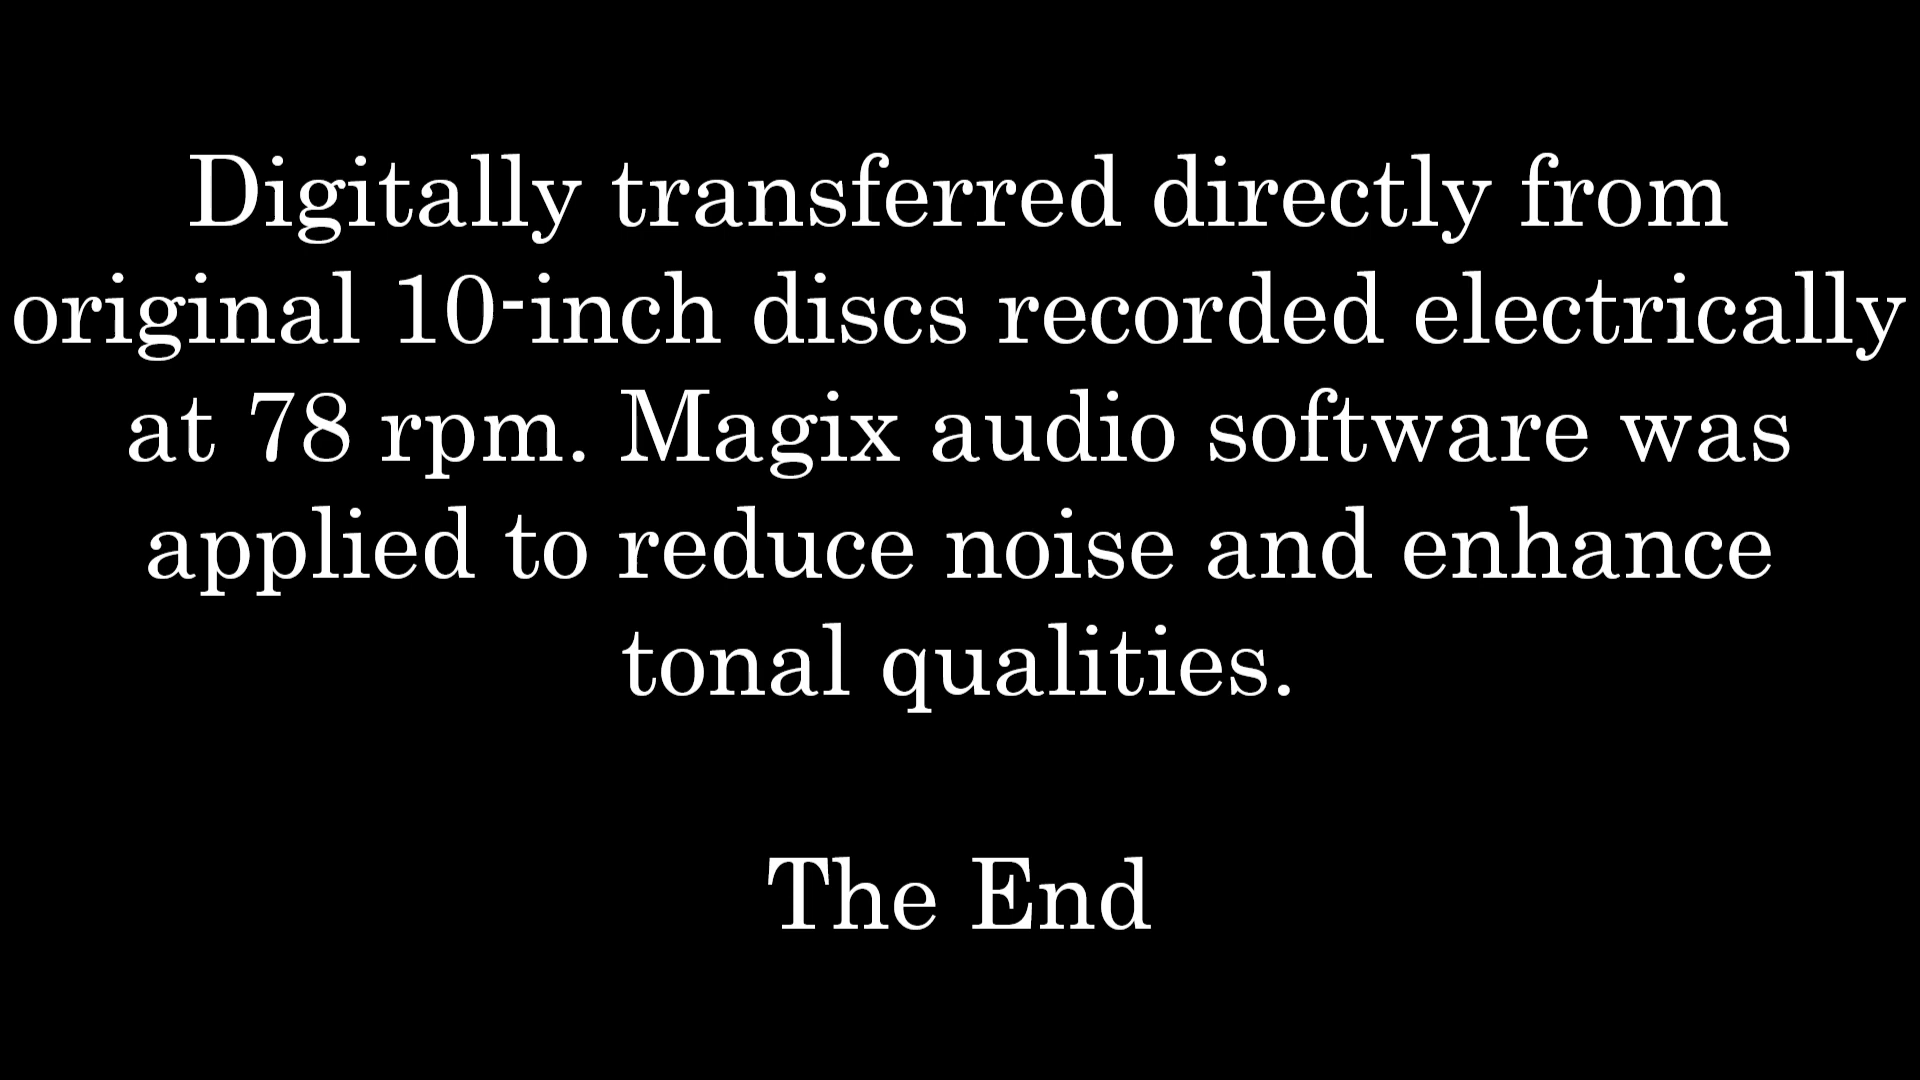 Digitally transferred directly from
original 10-inch discs recorded electrically
at 78 rpm. Magix audio software was
applied to reduce noise and enhance
tonal qualities.
The End